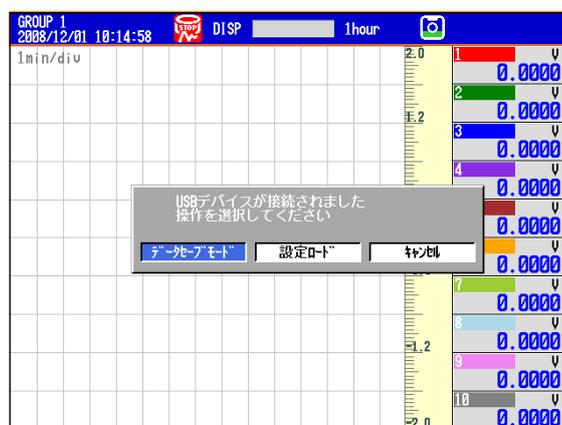 GROUP 1
2008/12/01 10:14:58
STOP
DISP
1hour
1min/div
2.0
1.2
-1.2
-2.0
1 V
0.0000
2 V
0.0000
3 V
0.0000
4 V
0.0000
V
0.0000
V
0.0000
7 V
0.0000
8 V
0.0000
9 V
0.0000
10 V
0.0000
USBデバイスが接続されました
操作を選択してください
データセーブモード
設定ロード
キャンセル